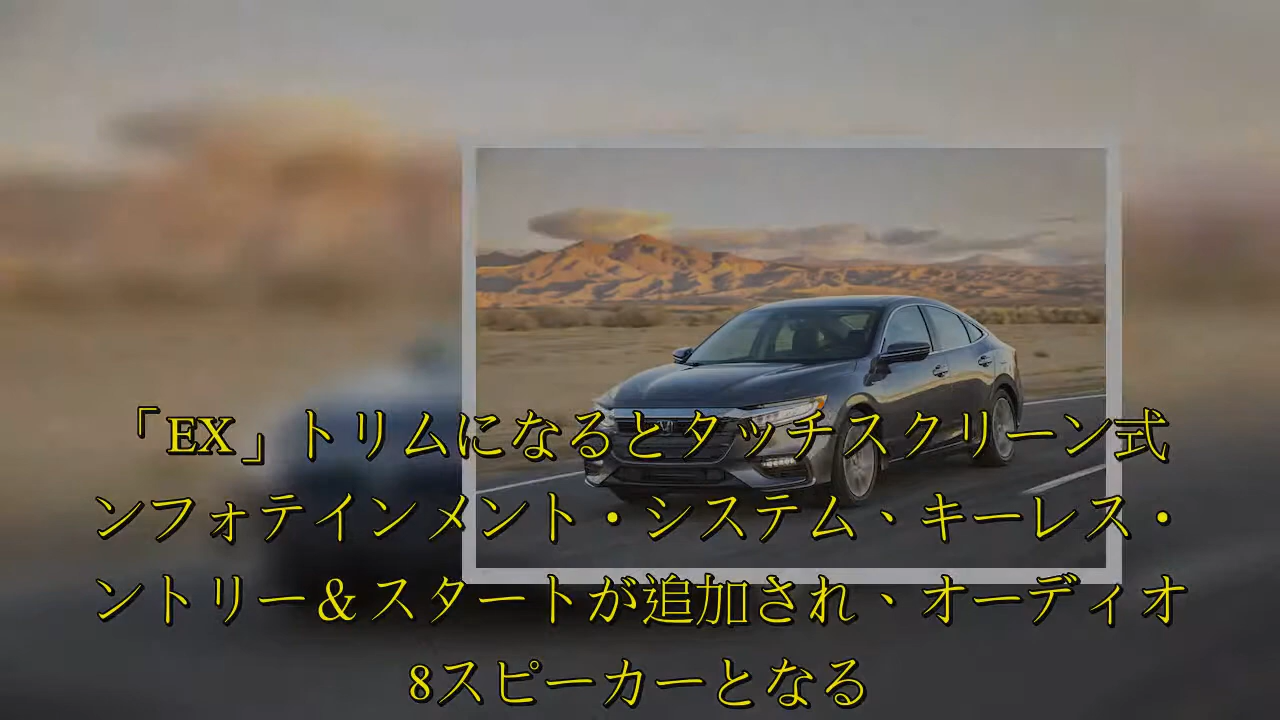 「EX」トリムになるとタッチスクリーン式
ンフォテインメント・システム、キーレス・
ントリー＆スタートが追加され、オーディオ
8スピーカーとなる